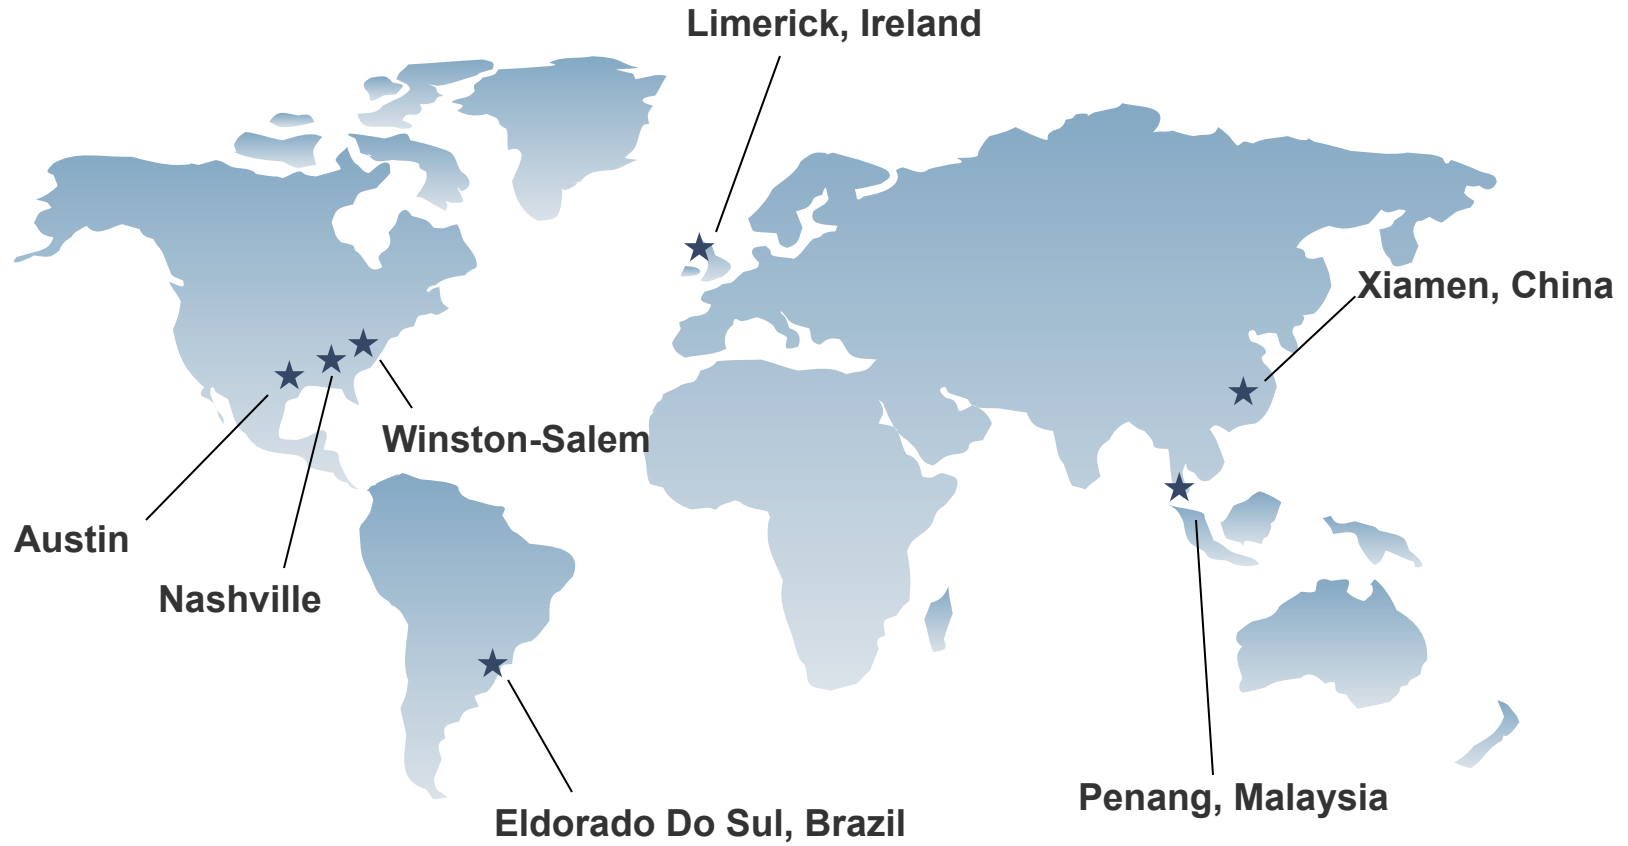 Limerick, Ireland
Xiamen, China
Winston-Salem
Austin
Nashville
Penang, Malaysia
Eldorado Do Sul, Brazil